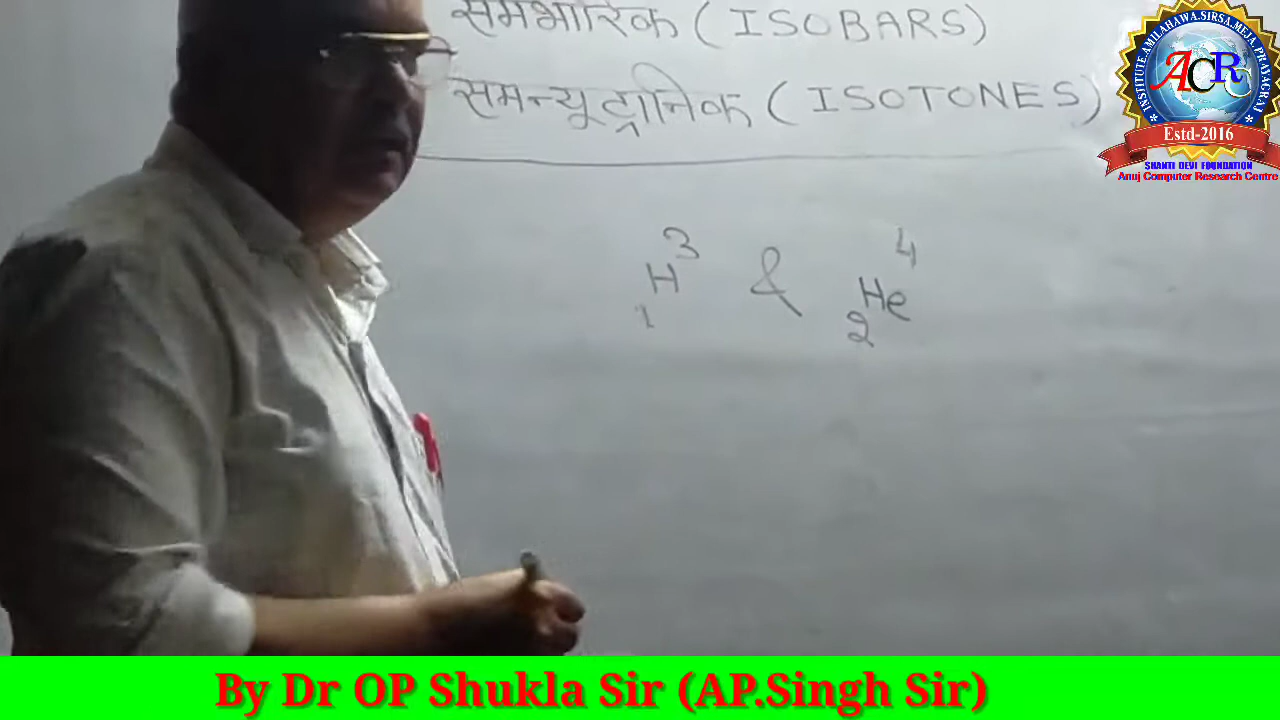 समभारिक (ISOBARS)
समन्यूट्रानिक (ISOTONES)
₁H³ & ₂He⁴
INSTITUTE AMILAHAWA.SIRSA.MEJA.PRAYAGRAJ
ACR
Estd-2016
SHANTI DEVI FOUNDATION
Anuj Computer Research Centre
By Dr OP Shukla Sir (AP.Singh Sir)